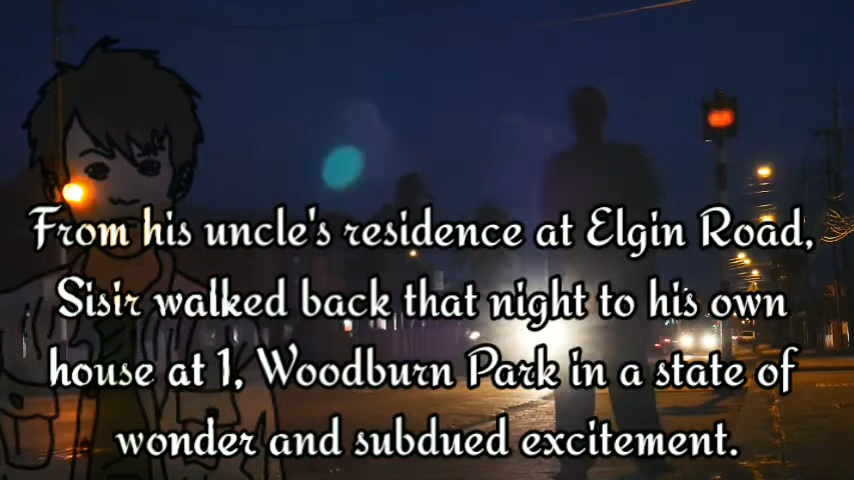 From his uncle's residence at Elgin Road,
Sisir walked back that night to his own
house at 1, Woodburn Park in a state of
wonder and subdued excitement.